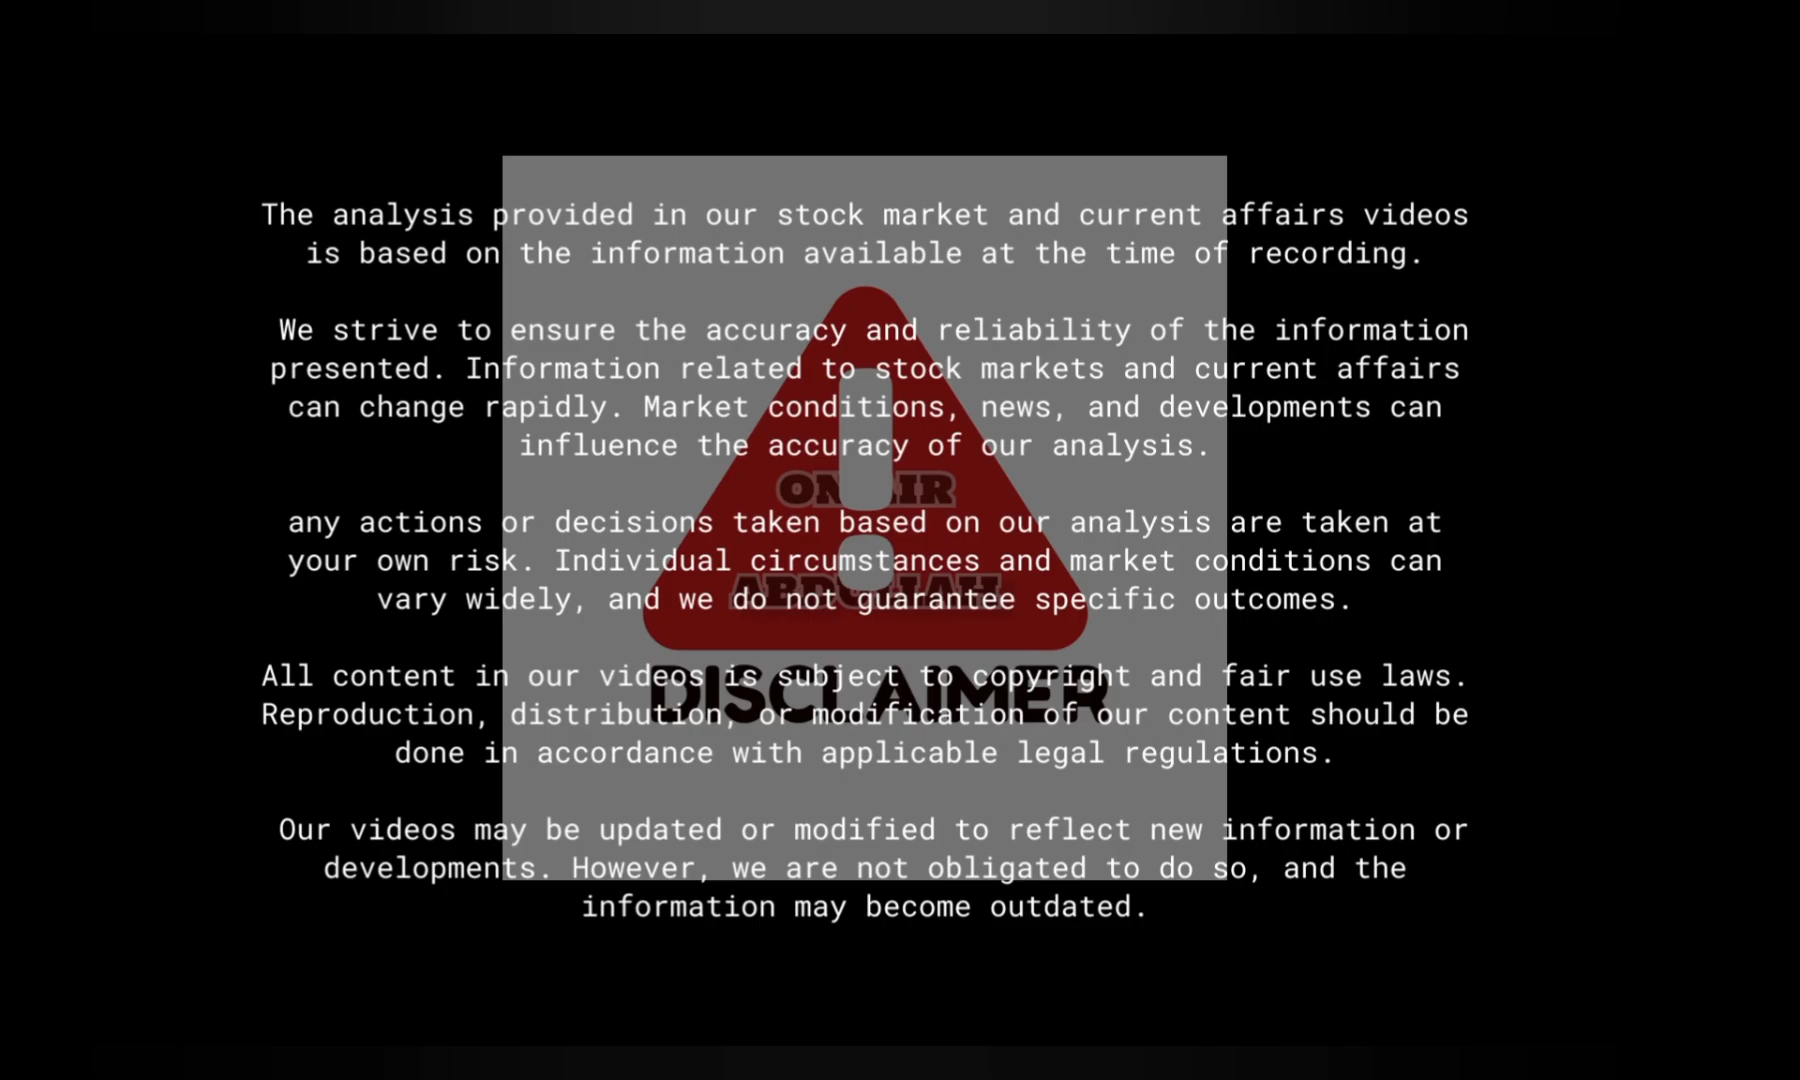 The analysis provided in our stock market and current affairs videos
is based on the information available at the time of recording.
We strive to ensure the accuracy and reliability of the information
presented. Information related to stock markets and current affairs
can change rapidly. Market conditions, news, and developments can
influence the accuracy of our analysis.
ON AIR
any actions or decisions taken based on our analysis are taken at
your own risk. Individual circumstances and market conditions can
vary widely, and we do not guarantee specific outcomes.
All content in our videos is subject to copyright and fair use laws.
DISCLAIMER
Reproduction, distribution, or modification of our content should be
done in accordance with applicable legal regulations.
Our videos may be updated or modified to reflect new information or
developments. However, we are not obligated to do so, and the
information may become outdated.